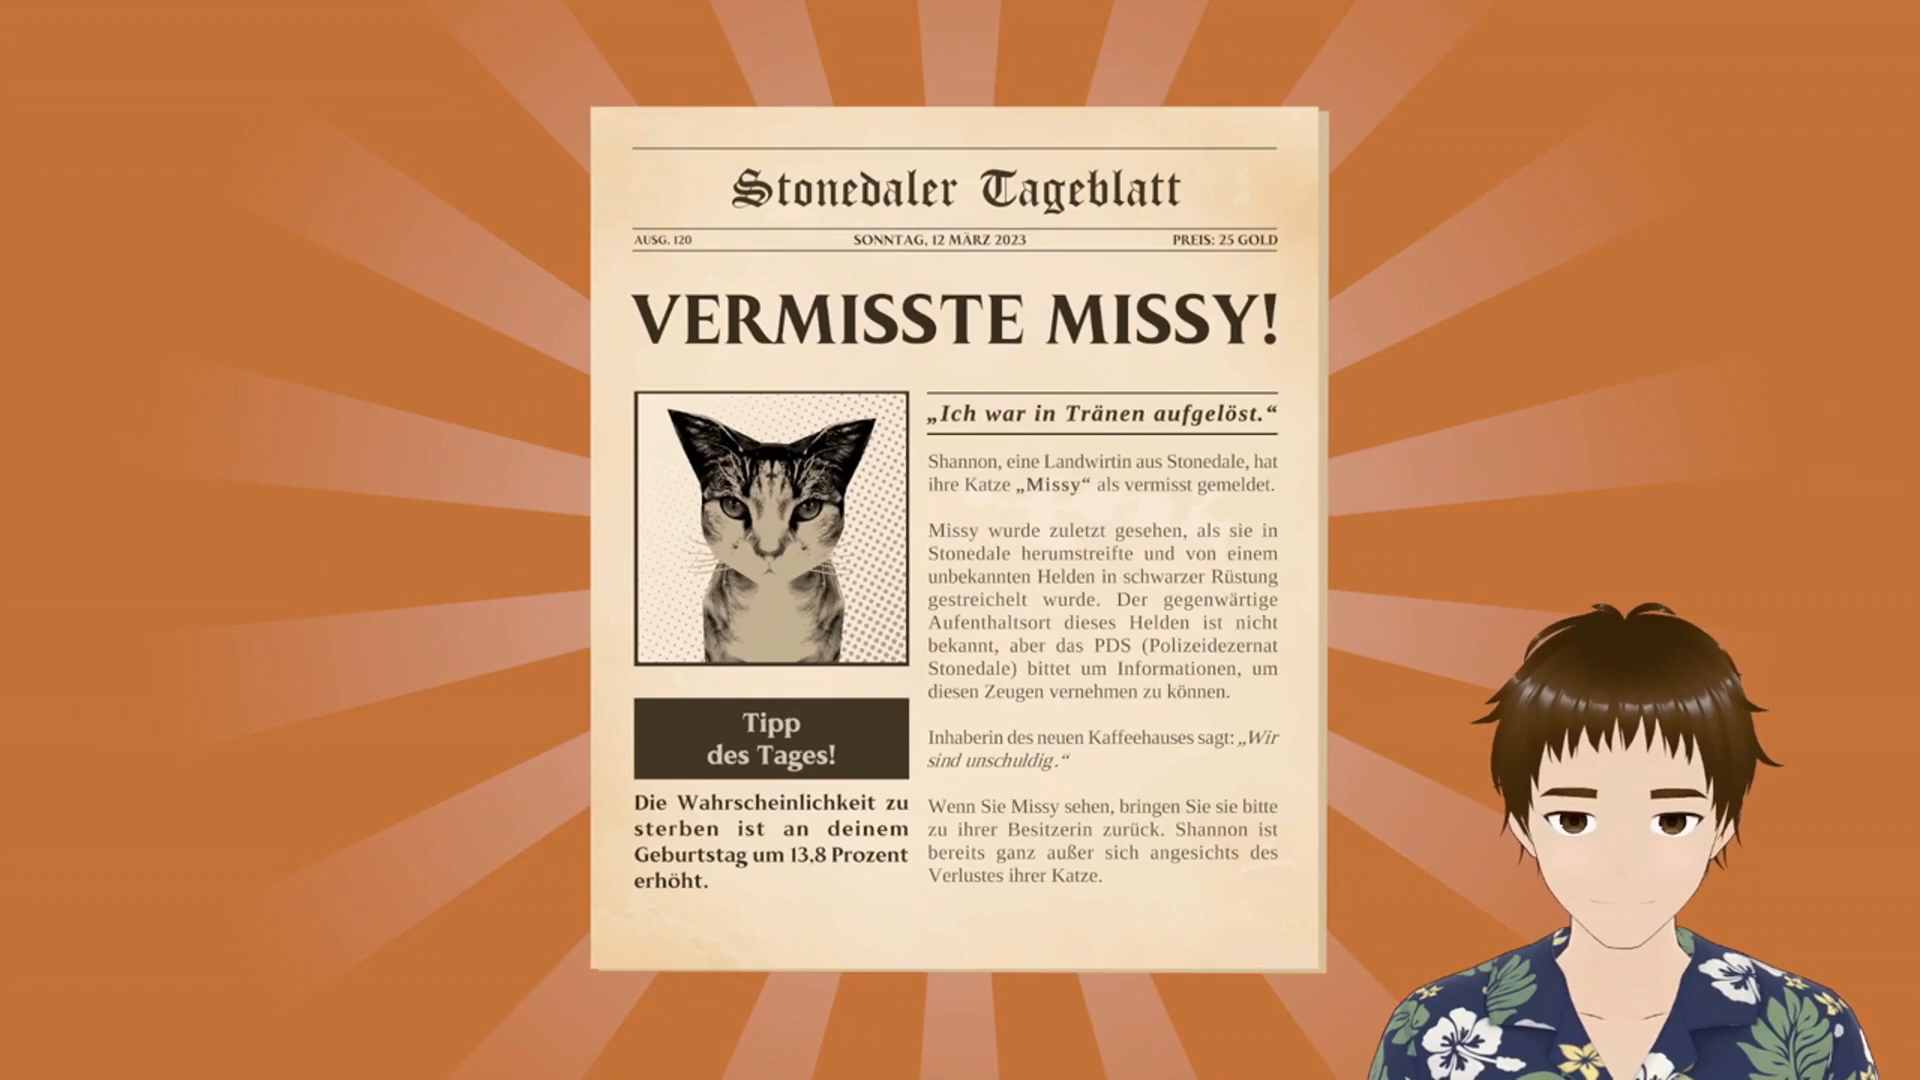 Stonedaler Tageblatt
AUSG. 120
SONNTAG, 12 MÄRZ 2023
PREIS: 25 GOLD
VERMISSTE MISSY!
„Ich war in Tränen aufgelöst.“
Shannon, eine Landwirtin aus Stonedale, hat
ihre Katze „Missy“ als vermisst gemeldet.
Missy wurde zuletzt gesehen, als sie in
Stonedale herumstreifte und von einem
unbekannten Helden in schwarzer Rüstung
gestreichelt wurde. Der gegenwärtige
Aufenthaltsort dieses Helden ist nicht
bekannt, aber das PDS (Polizeidezernat
Stonedale) bittet um Informationen, um
diesen Zeugen vernehmen zu können.
Inhaberin des neuen Kaffeehauses sagt: „Wir
sind unschuldig.“
Wenn Sie Missy sehen, bringen Sie sie bitte
zu ihrer Besitzerin zurück. Shannon ist
bereits ganz außer sich angesichts des
Verlustes ihrer Katze.
Tipp
des Tages!
Die Wahrscheinlichkeit zu
sterben ist an deinem
Geburtstag um 13,8 Prozent
erhöht.